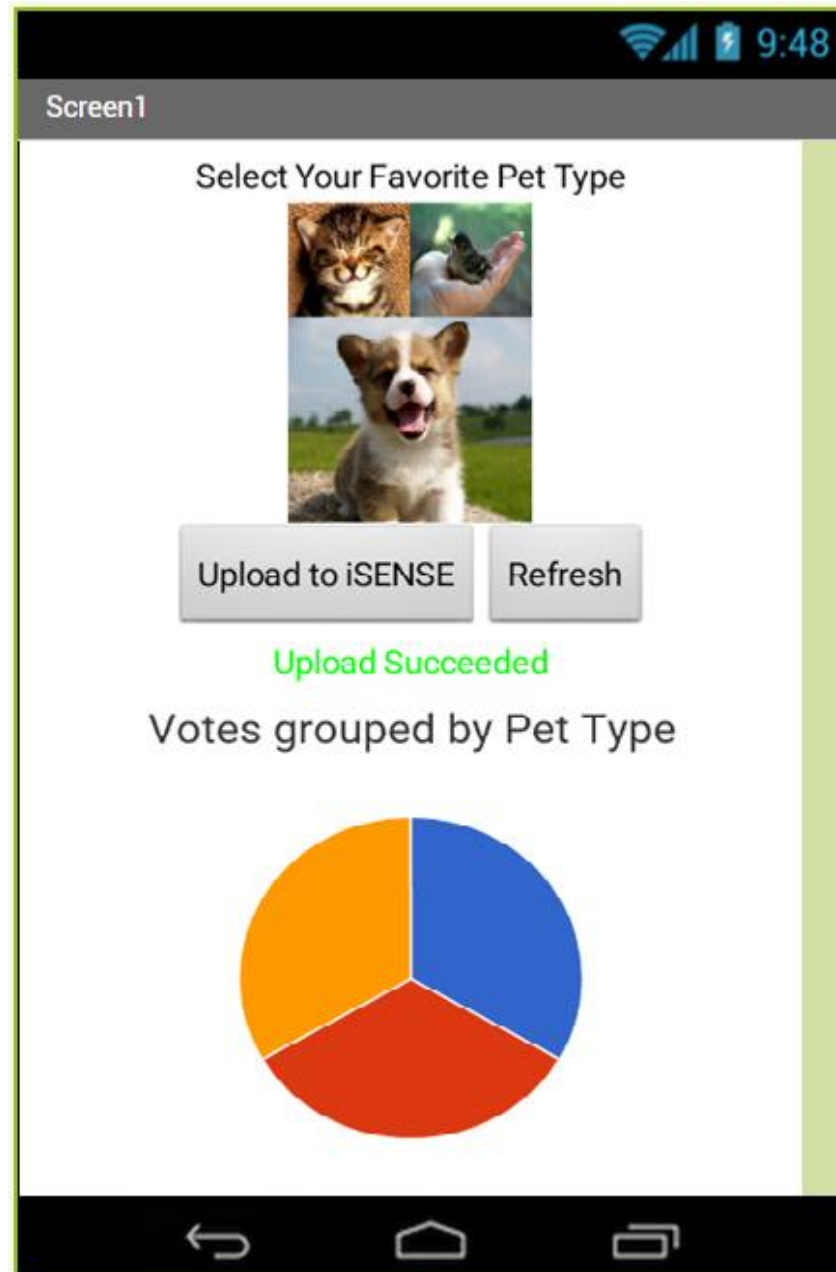 9:48
Screen1
Select Your Favorite Pet Type
Upload to iSENSE Refresh
Upload Succeeded
Votes grouped by Pet Type